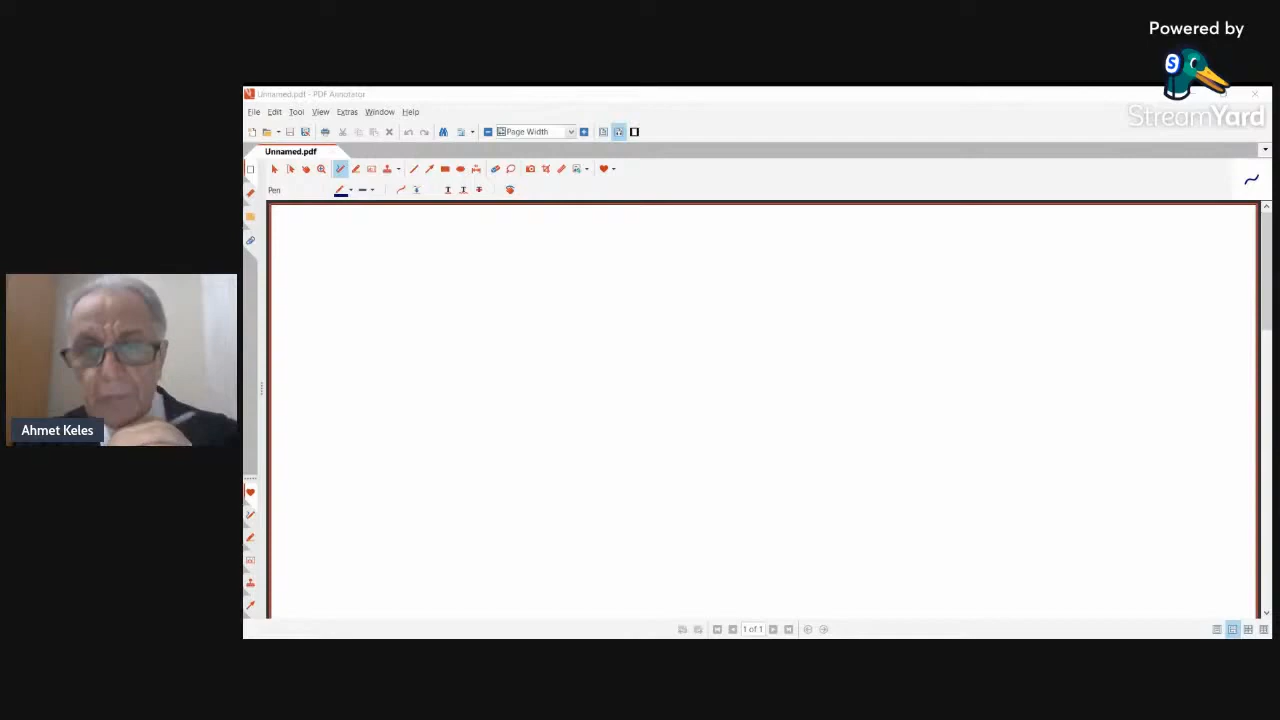 Powered by
S
StreamYard
Unnamed.pdf - PDF Annotator
File Edit Tool View Extras Window Help
Page Width
Unnamed.pdf
Pen
Ahmet Keles
1 of 1